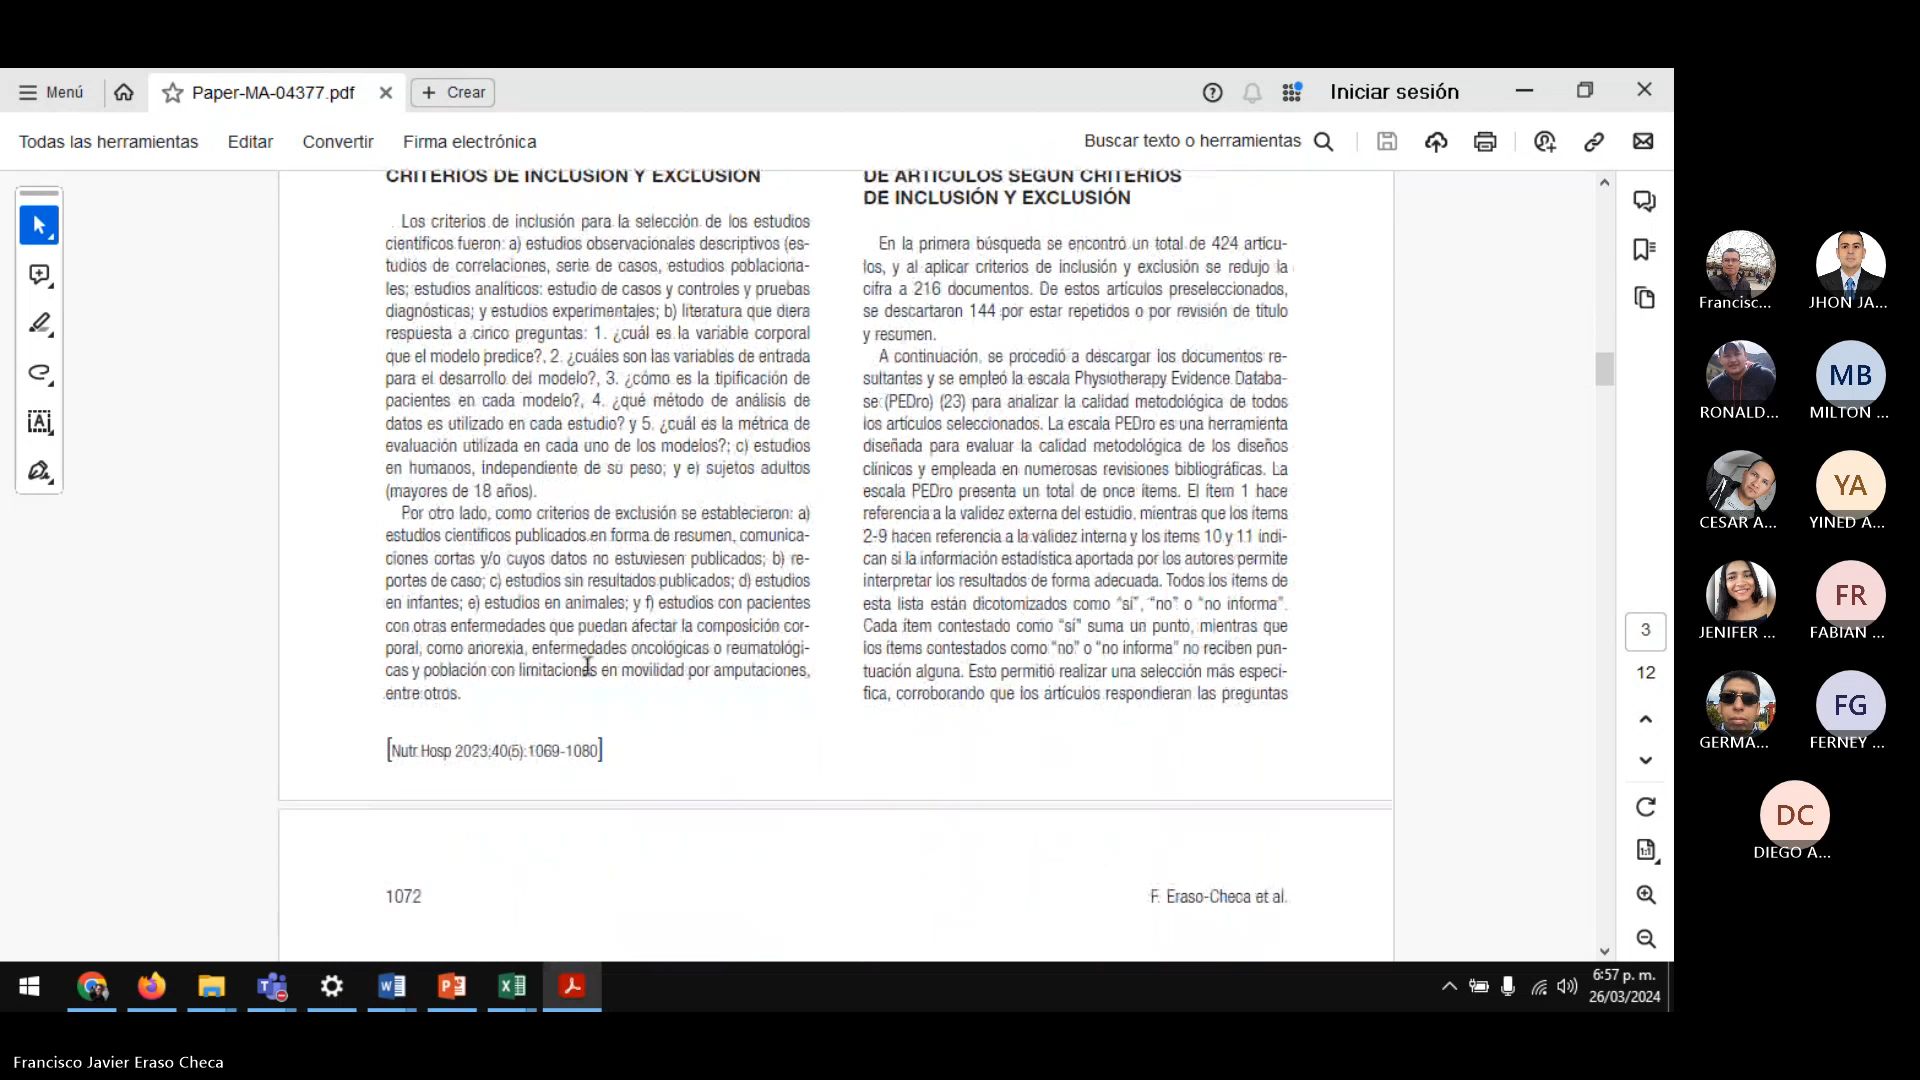 Menú
Paper-MA-04377.pdf
Crear
Iniciar sesión
Todas las herramientas
Editar
Convertir
Firma electrónica
Buscar texto o herramientas
CRITERIOS DE INCLUSIÓN Y EXCLUSIÓN
Los criterios de inclusión para la selección de los estudios
científicos fueron: a) estudios observacionales descriptivos (es-
tudios de correlaciones, serie de casos, estudios poblaciona-
les; estudios analíticos: estudio de casos y controles y pruebas
diagnósticas; y estudios experimentales; b) literatura que diera
respuesta a cinco preguntas: 1. ¿cuál es la variable corporal
que el modelo predice?, 2. ¿cuáles son las variables de entrada
para el desarrollo del modelo?, 3. ¿cómo es la tipificación de
pacientes en cada modelo?, 4. ¿qué método de análisis de
datos es utilizado en cada estudio? y 5. ¿cuál es la métrica de
evaluación utilizada en cada uno de los modelos?; c) estudios
en humanos, independiente de su peso; y e) sujetos adultos
(mayores de 18 años).
Por otro lado, como criterios de exclusión se establecieron: a)
estudios científicos publicados en forma de resumen, comunica-
ciones cortas y/o cuyos datos no estuviesen publicados; b) re-
portes de caso; c) estudios sin resultados publicados; d) estudios
en infantes; e) estudios en animales; y f) estudios con pacientes
con otras enfermedades que puedan afectar la composición cor-
poral, como anorexia, enfermedades oncológicas o reumatológi-
cas y población con limitaciones en movilidad por amputaciones,
entre otros.
[Nutr Hosp 2023;40(5):1069-1080]
DE ARTÍCULOS SEGÚN CRITERIOS
DE INCLUSIÓN Y EXCLUSIÓN
En la primera búsqueda se encontró un total de 424 artícu-
los, y al aplicar criterios de inclusión y exclusión se redujo la
cifra a 216 documentos. De estos artículos preseleccionados,
se descartaron 144 por estar repetidos o por revisión de título
y resumen.
A continuación, se procedió a descargar los documentos re-
sultantes y se empleó la escala Physiotherapy Evidence Databa-
se (PEDro) (23) para analizar la calidad metodológica de todos
los artículos seleccionados. La escala PEDro es una herramienta
diseñada para evaluar la calidad metodológica de los diseños
clínicos y empleada en numerosas revisiones bibliográficas. La
escala PEDro presenta un total de once ítems. El ítem 1 hace
referencia a la validez externa del estudio, mientras que los ítems
2-9 hacen referencia a la validez interna y los ítems 10 y 11 indi-
can si la información estadística aportada por los autores permite
interpretar los resultados de forma adecuada. Todos los ítems de
esta lista están dicotomizados como “sí”, “no” o “no informa”.
Cada ítem contestado como “sí” suma un punto, mientras que
los ítems contestados como “no” o “no informa” no reciben pun-
tuación alguna. Esto permitió realizar una selección más especí-
fica, corroborando que los artículos respondieran las preguntas
1072
F. Eraso-Checa et al.
3
12
Francisc...
JHON JA...
RONALD...
MB
MILTON ...
CESAR A...
YA
YINED A...
JENIFER ...
FR
FABIAN ...
GERMA...
FG
FERNEY ...
DC
DIEGO A...
6:57 p. m.
26/03/2024
Francisco Javier Eraso Checa